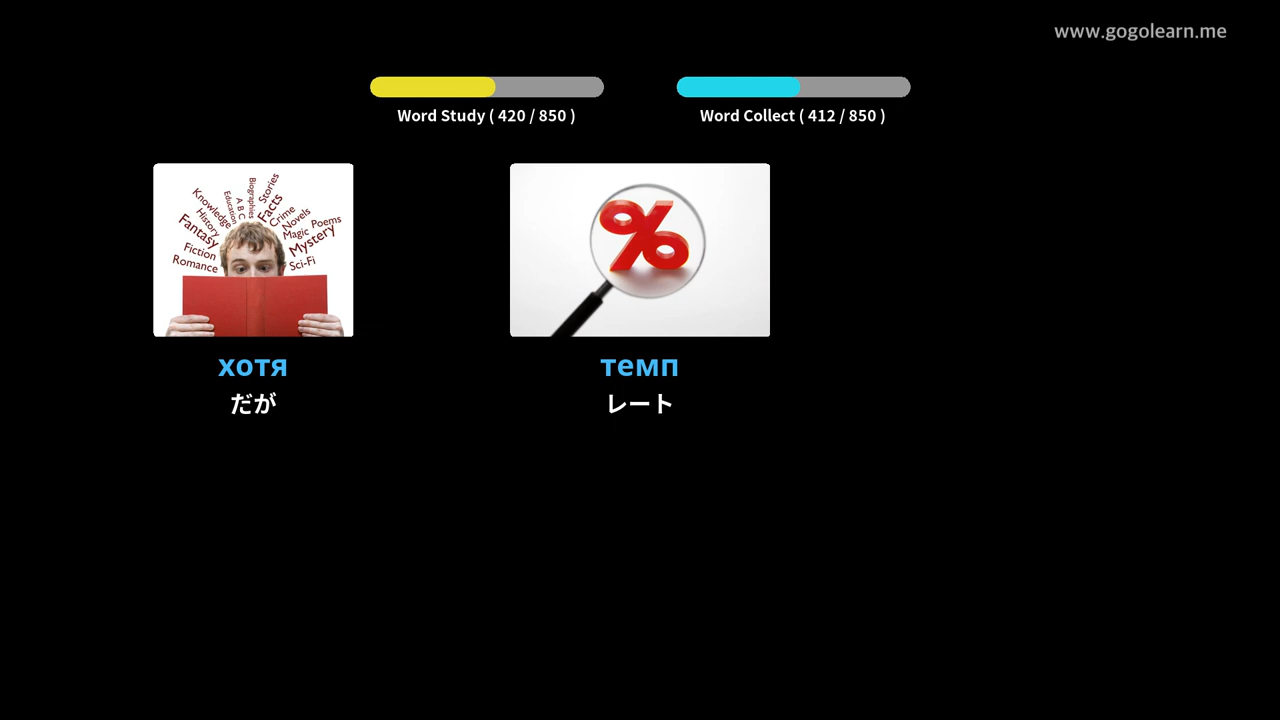 www.gogolearn.me
Word Study ( 420 / 850 )
Word Collect ( 412 / 850 )
Knowledge
History
Fantasy
Fiction
Romance
Education
A B C
Biographies
Stories
Facts
Crime
Novels
Magic
Poems
Mystery
Sci-Fi
%
хотя
だが
темп
レート